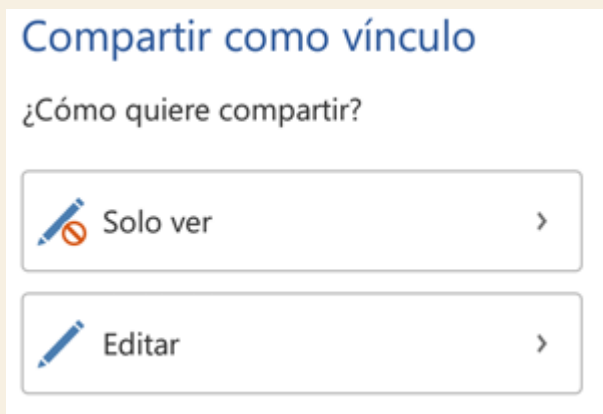 Compartir como vínculo
¿Cómo quiere compartir?
Solo ver
Editar